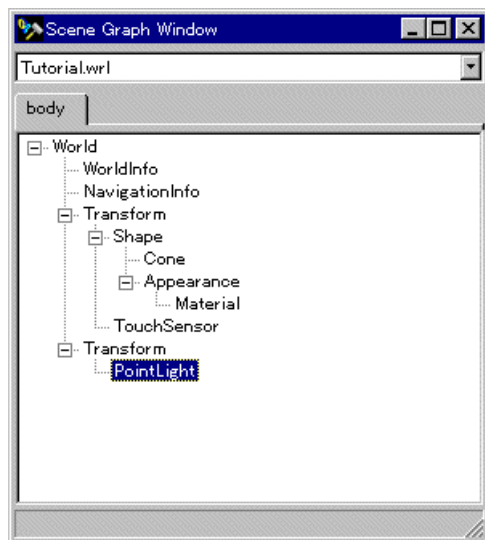 Scene Graph Window
Tutorial.wrl
body
World
WorldInfo
NavigationInfo
Transform
Shape
Cone
Appearance
Material
TouchSensor
Transform
PointLight